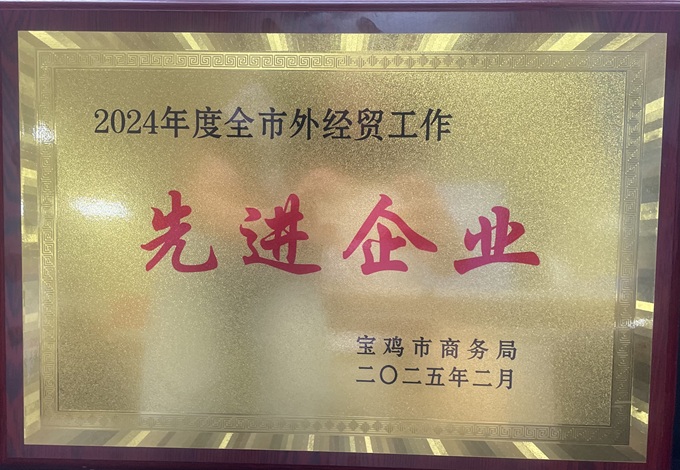 2024年度全市外经贸工作
先进企业
宝鸡市商务局
二〇二五年二月